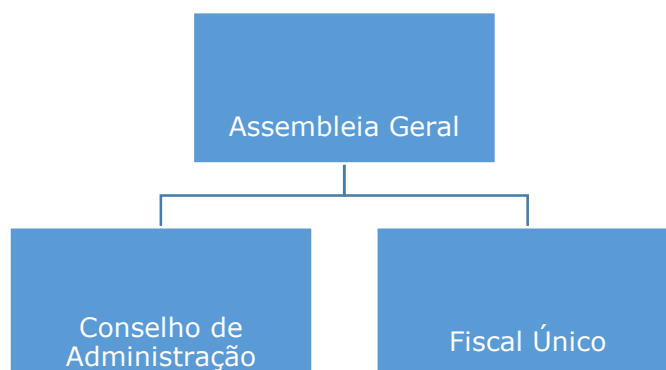 Assembleia Geral
Conselho de
Administração
Fiscal Único